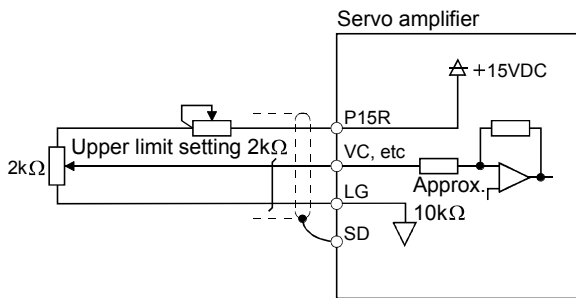 Servo amplifier
+15VDC
P15R
Upper limit setting 2kΩ
2kΩ
VC, etc
Approx.
10kΩ
LG
SD